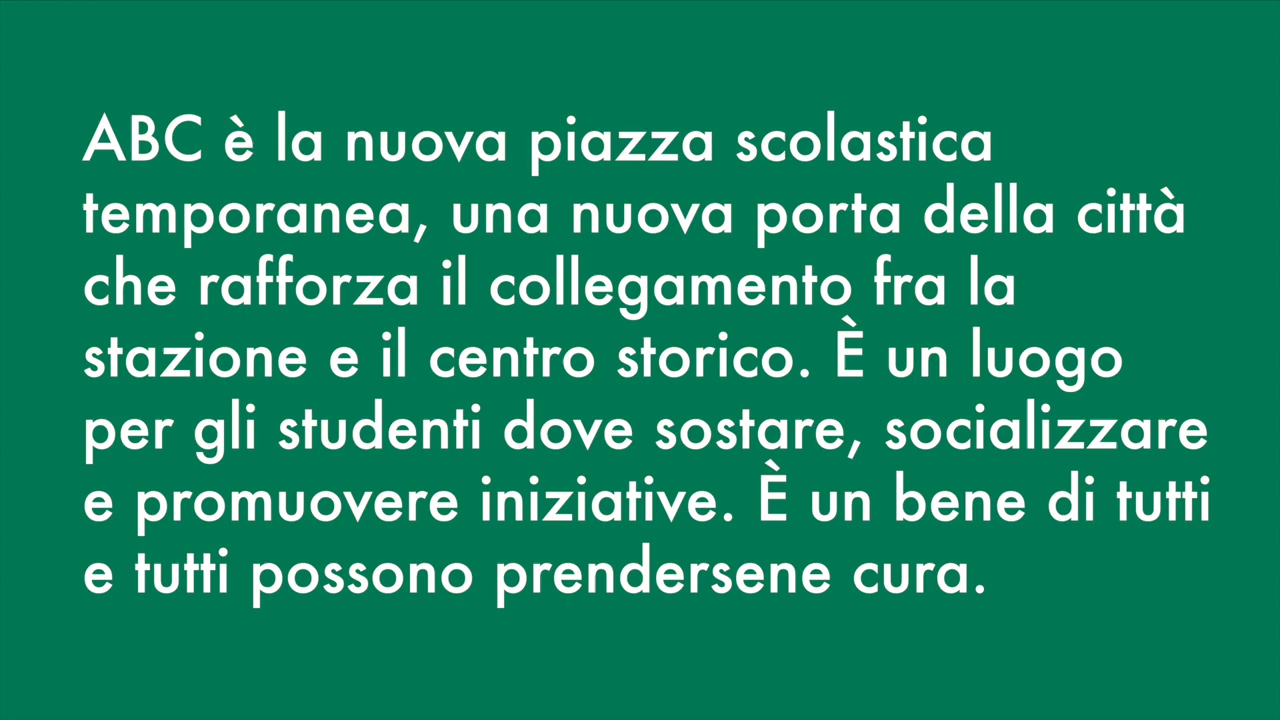 ABC è la nuova piazza scolastica
temporanea, una nuova porta della città
che rafforza il collegamento fra la
stazione e il centro storico. È un luogo
per gli studenti dove sostare, socializzare
e promuovere iniziative. È un bene di tutti
e tutti possono prendersene cura.